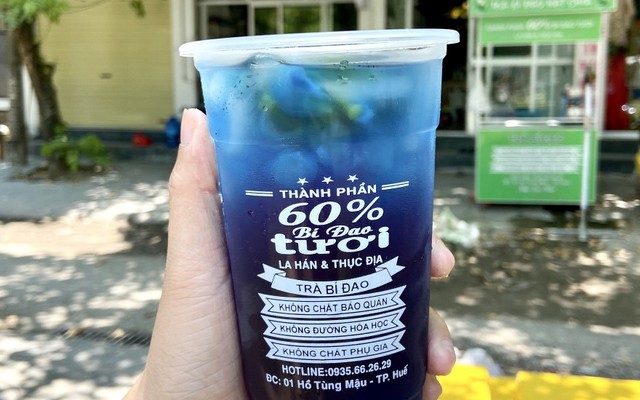 THÀNH PHẦN
60%
Bí Đao
tươi
LA HÁN & THỤC ĐỊA
TRÀ BÍ ĐAO
KHÔNG CHẤT BẢO QUẢN
KHÔNG ĐƯỜNG HÓA HỌC
KHÔNG CHẤT PHỤ GIA
HOTLINE:0935.66.26.29
ĐC: 01 Hồ Tùng Mậu - TP. Huế
60%